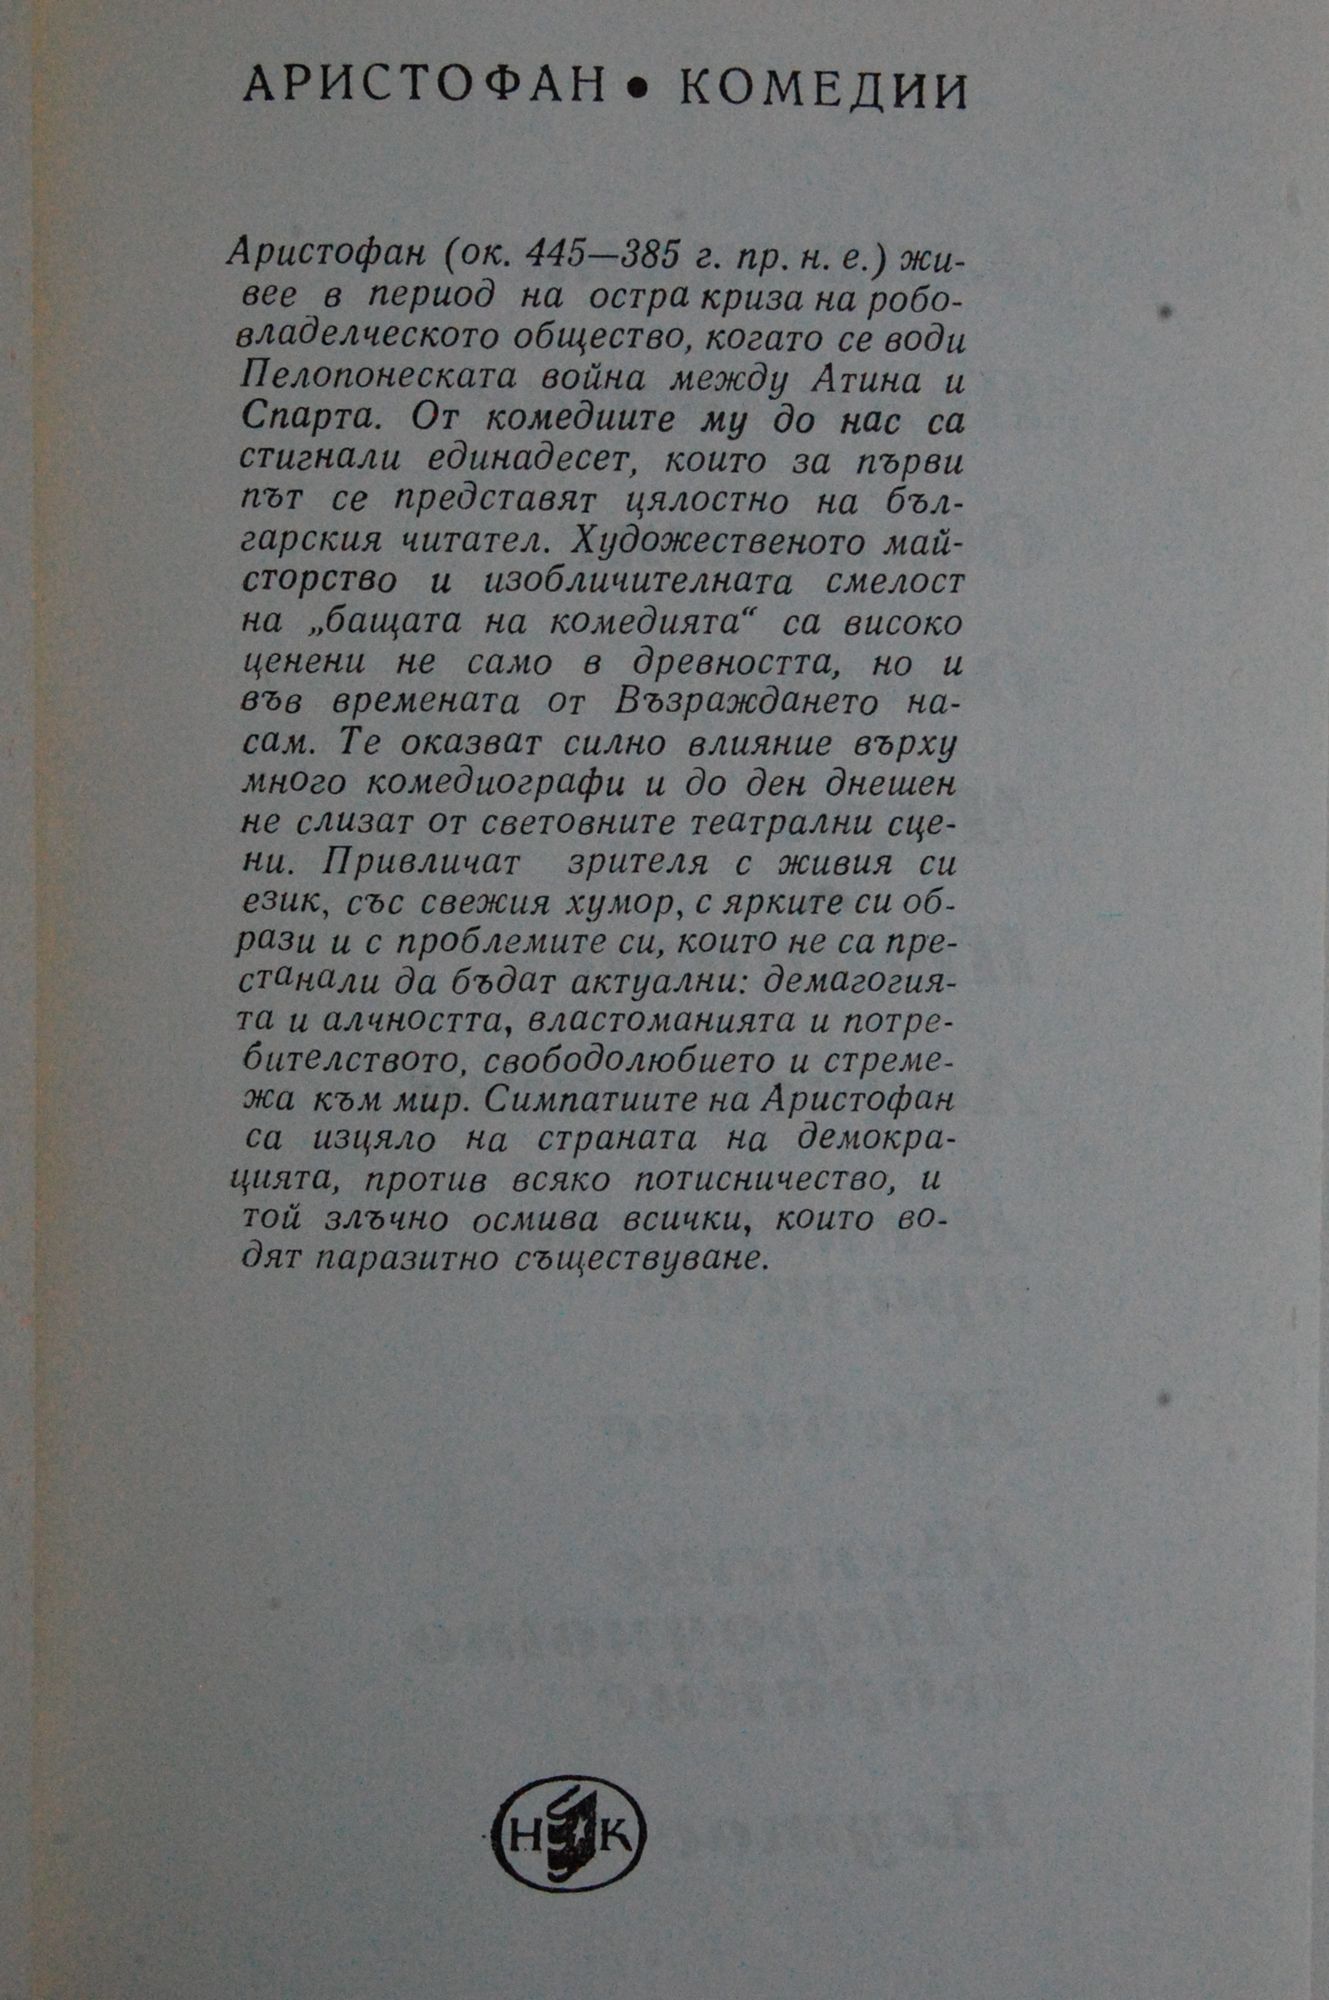 АРИСТОФАН • КОМЕДИИ
Аристофан (ок. 445—385 г. пр. н. е.) жи-
вее в период на остра криза на робо-
владелческото общество, когато се води
Пелопонеската война между Атина и
Спарта. От комедиите му до нас са
стигнали единадесет, които за първи
път се представят цялостно на бъл-
гарския читател. Художественото май-
сторство и изобличителната смелост
на „бащата на комедията“ са високо
ценени не само в древността, но и
във времената от Възраждането на-
сам. Те оказват силно влияние върху
много комедиографи и до ден днешен
не слизат от световните театрални сце-
ни. Привличат зрителя с живия си
език, със свежия хумор, с ярките си об-
рази и с проблемите си, които не са пре-
станали да бъдат актуални: демагогия-
та и алчността, властоманията и потре-
бителството, свободолюбието и стреме-
жа към мир. Симпатиите на Аристофан
са изцяло на страната на демокра-
цията, против всяко потисничество, и
той злъчно осмива всички, които во-
дят паразитно съществуване.
Н К